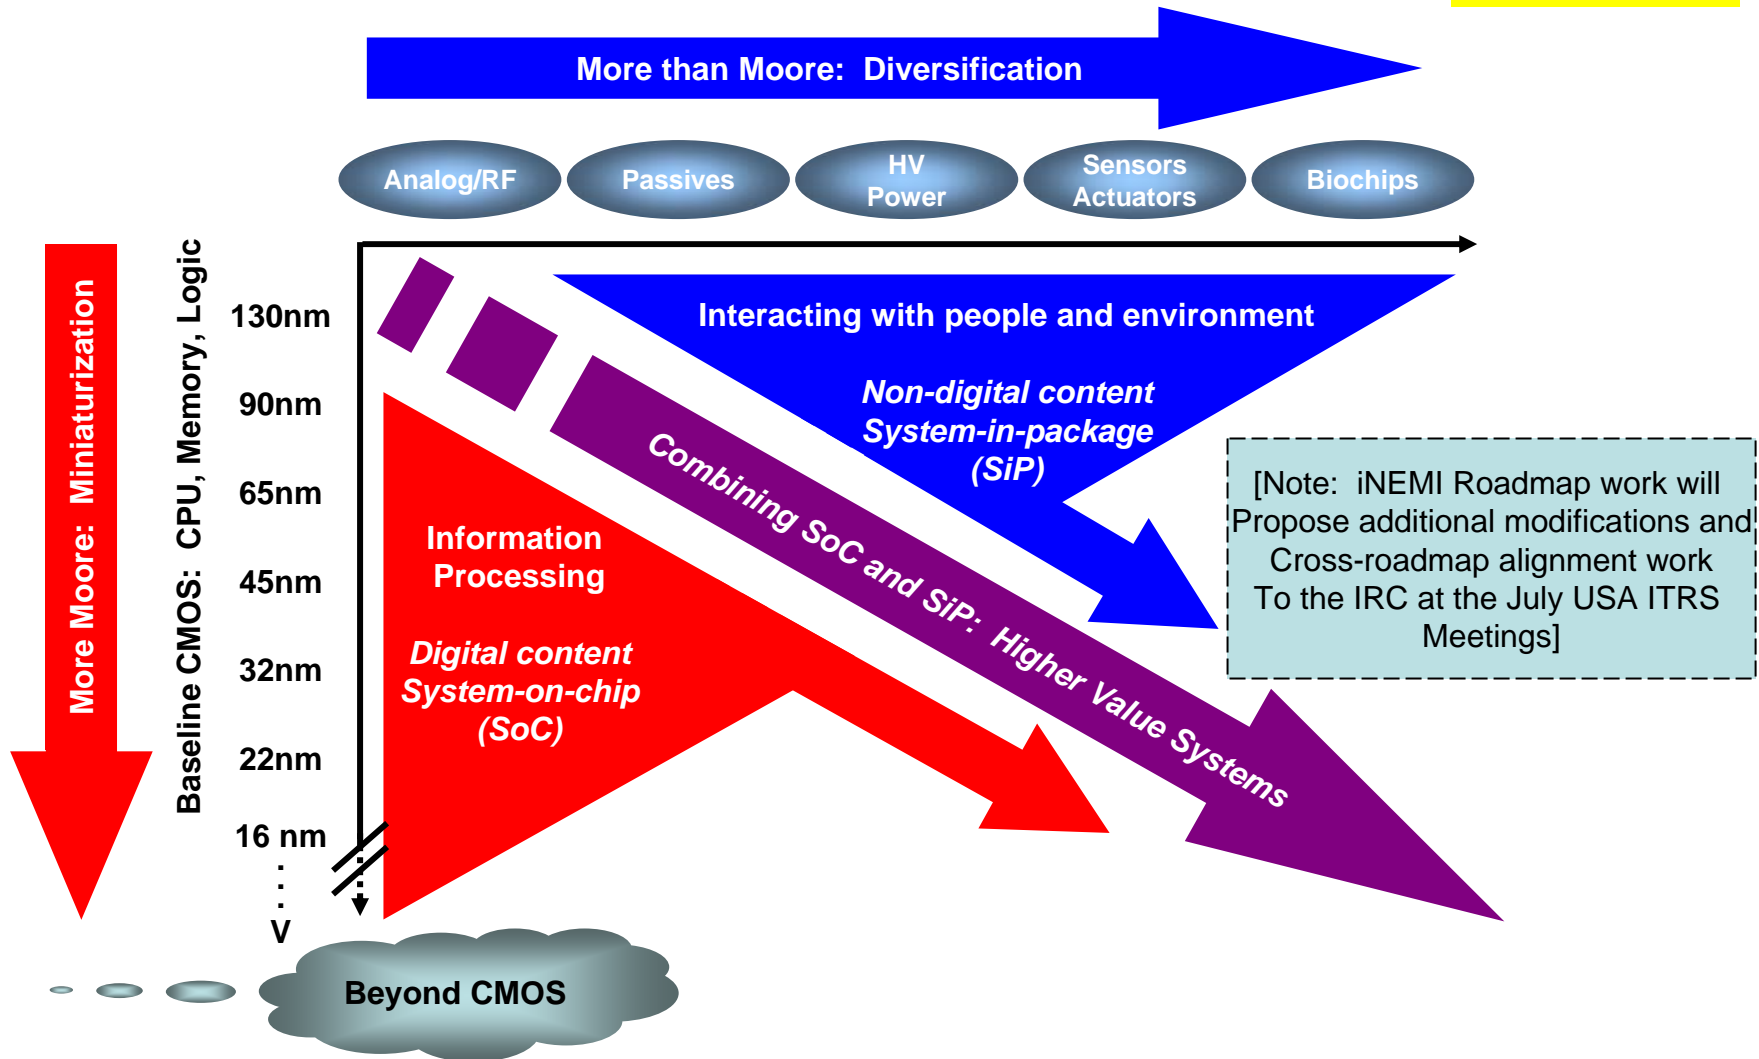 More than Moore:  Diversification
Analog/RF
Passives
HV
Power
Sensors
Actuators
Biochips
More Moore:  Miniaturization
Baseline CMOS:  CPU, Memory, Logic
130nm
90nm
65nm
45nm
32nm
22nm
16 nm
.
.
.
.
V
Interacting with people and environment
Non-digital content
System-in-package
(SiP)
Combining SoC and SiP:  Higher Value Systems
Information
Processing
Digital content
System-on-chip
(SoC)
[Note:  iNEMI Roadmap work will
Propose additional modifications and
Cross-roadmap alignment work
To the IRC at the July USA ITRS
Meetings]
Beyond CMOS